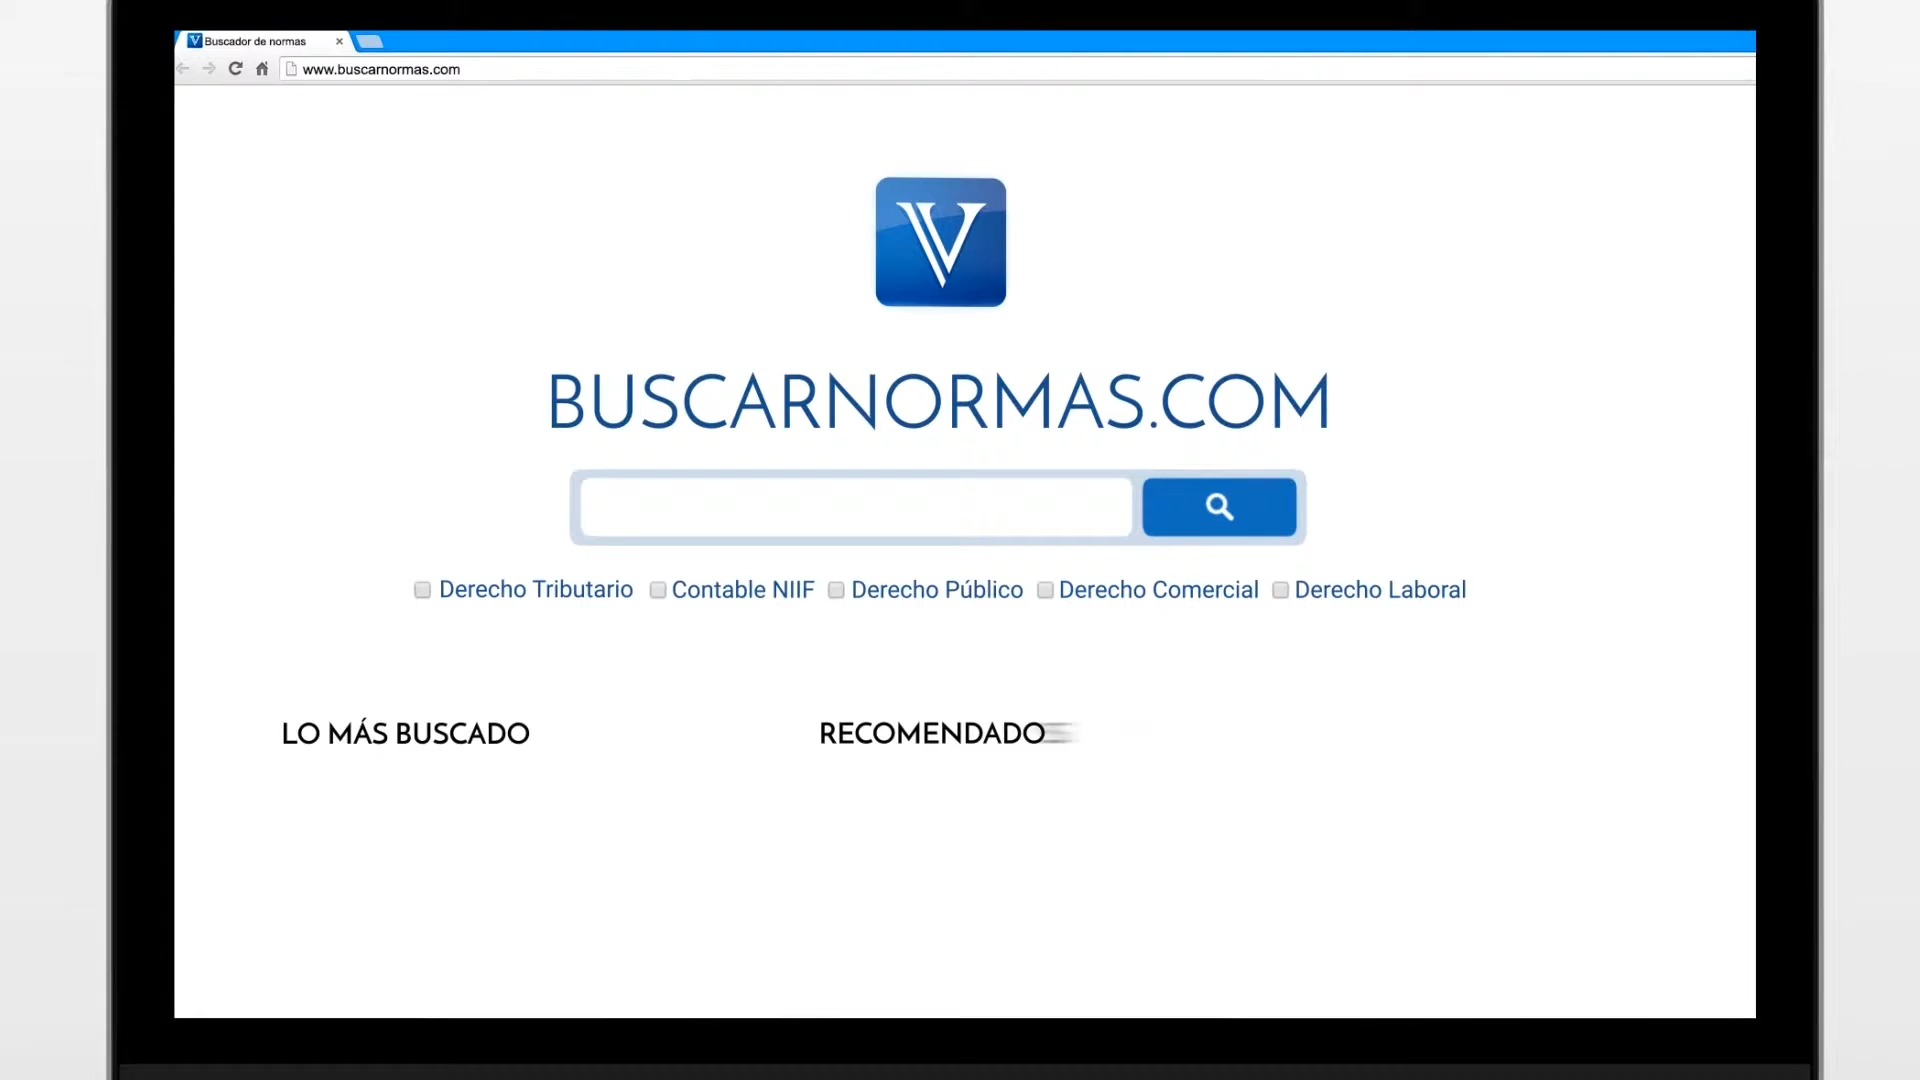 Buscador de normas
www.buscarnormas.com
V
BUSCARNORMAS.COM
Derecho Tributario Contable NIIF Derecho Público Derecho Comercial Derecho Laboral
LO MÁS BUSCADO RECOMENDADO